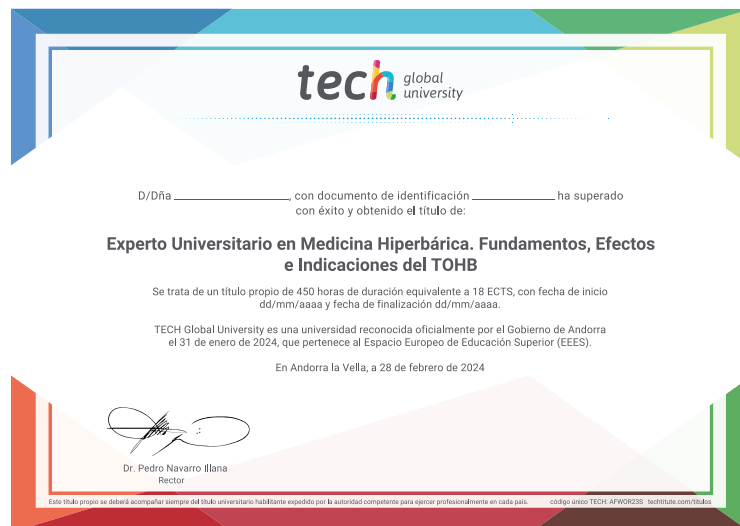 tech global
university
D/Dña ____________, con documento de identificación ____________ ha superado
con éxito y obtenido el título de:
Experto Universitario en Medicina Hiperbárica. Fundamentos, Efectos
e Indicaciones del TOHB
Se trata de un título propio de 450 horas de duración equivalente a 18 ECTS, con fecha de inicio
dd/mm/aaaa y fecha de finalización dd/mm/aaaa.
TECH Global University es una universidad reconocida oficialmente por el Gobierno de Andorra
el 31 de enero de 2024, que pertenece al Espacio Europeo de Educación Superior (EEES).
En Andorra la Vella, a 28 de febrero de 2024
Dr. Pedro Navarro Illana
Rector
Este título propio se deberá acompañar siempre del título universitario habilitante expedido por la autoridad competente para ejercer profesionalmente en cada país. código único TECH: AFWOR23S techtitute.com/titulos